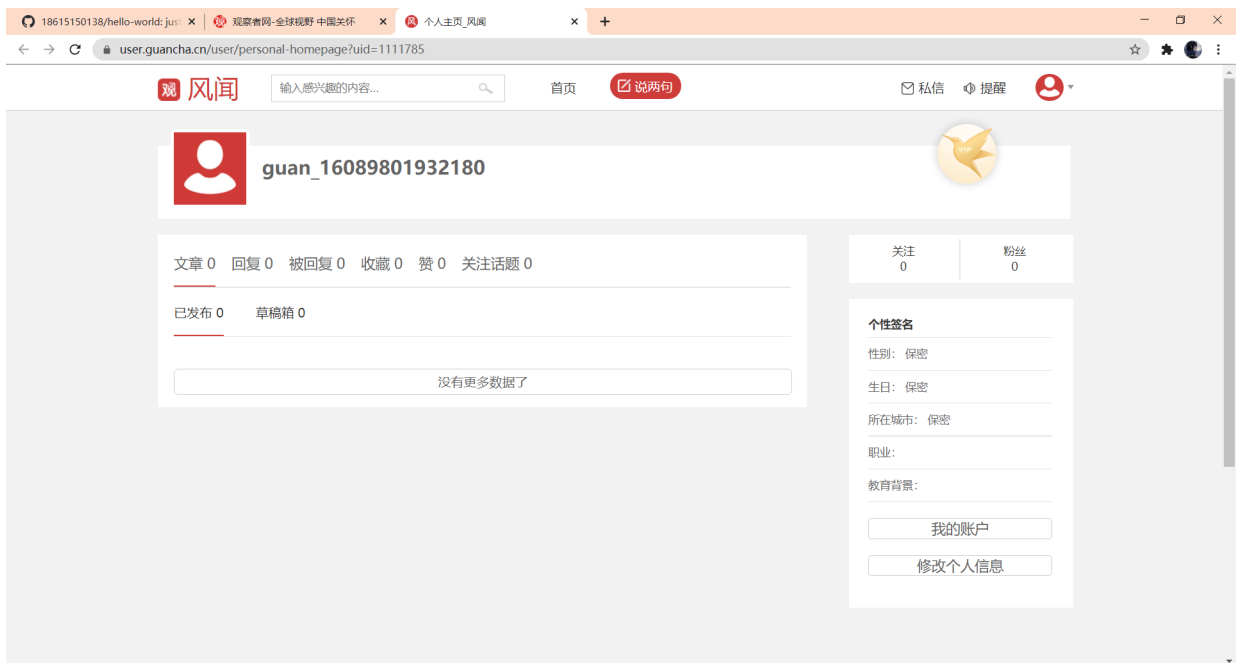 18615150138/hello-world: jus
观察者网-全球视野 中国关怀
个人主页_风闻
user.guancha.cn/user/personal-homepage?uid=1111785
观 风闻
输入感兴趣的内容...
首页
说两句
私信
提醒
guan_16089801932180
VIP
文章 0 回复 0 被回复 0 收藏 0 赞 0 关注话题 0
已发布 0 草稿箱 0
没有更多数据了
关注 粉丝
0 0
个性签名
性别： 保密
生日： 保密
所在城市： 保密
职业：
教育背景：
我的账户
修改个人信息